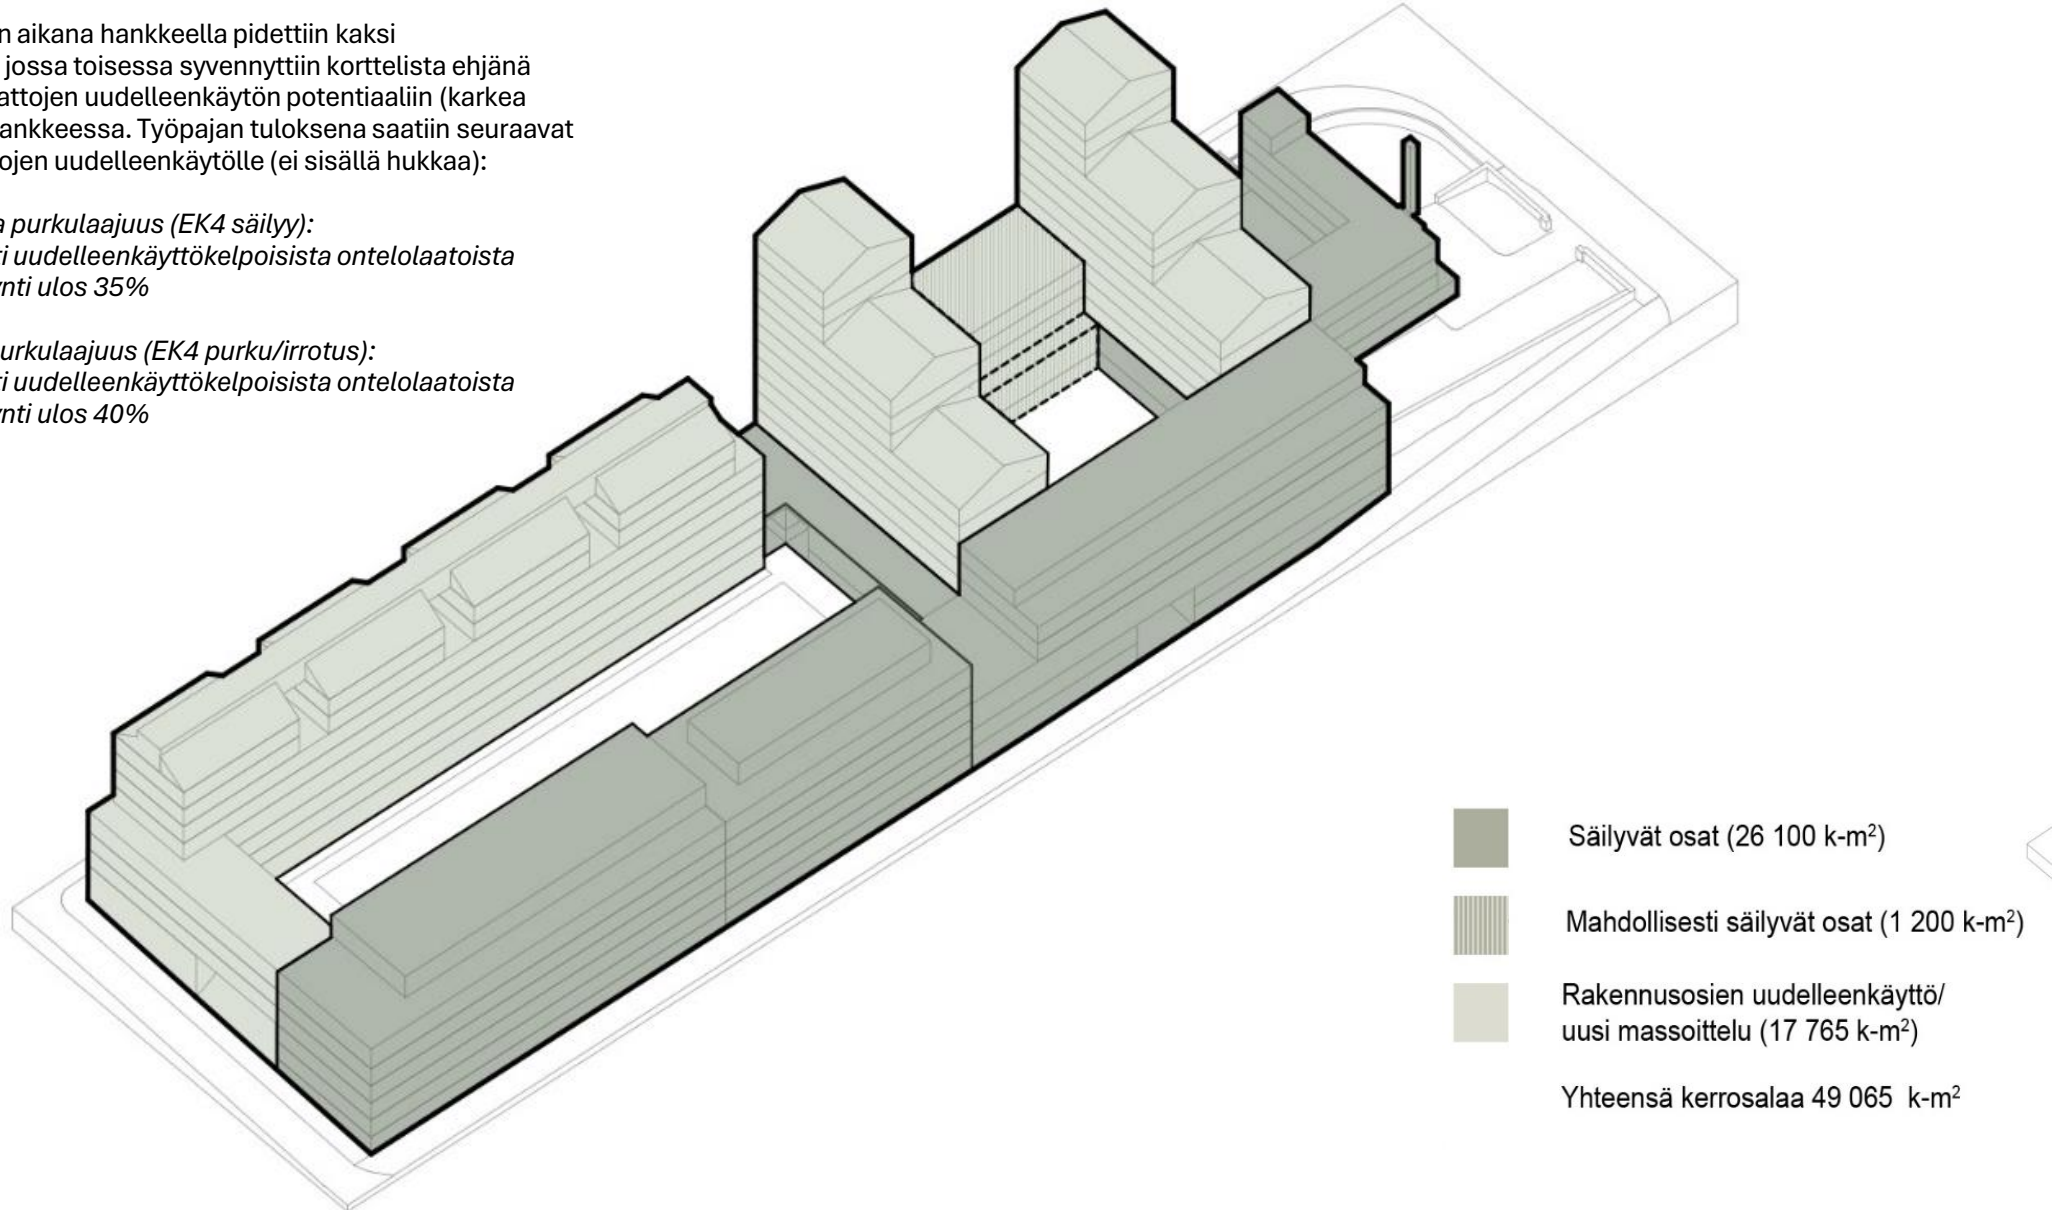 n aikana hankkeella pidettiin kaksi
jossa toisessa syvennyttiin korttelista ehjänä
attojen uudelleenkäytön potentiaaliin (karkea
ankkeessa. Työpajan tuloksena saatiin seuraavat
ojen uudelleenkäytölle (ei sisällä hukkaa):
a purkulaajuus (EK4 säilyy):
ti uudelleenkäyttökelpoisista ontelolaatoista
ynti ulos 35%
purkulaajuus (EK4 purku/irrotus):
ti uudelleenkäyttökelpoisista ontelolaatoista
ynti ulos 40%
Säilyvät osat (26 100 k-m²)
Mahdollisesti säilyvät osat (1 200 k-m²)
Rakennusosien uudelleenkäyttö/
uusi massoittelu (17 765 k-m²)
Yhteensä kerrosalaa 49 065 k-m²